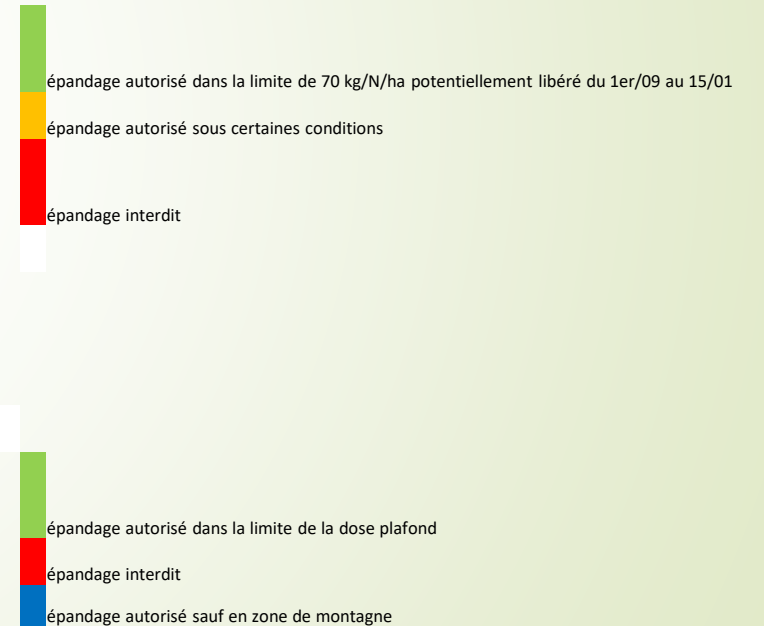 épandage autorisé dans la limite de 70 kg/N/ha potentiellement libéré du 1er/09 au 15/01
épandage autorisé sous certaines conditions
épandage interdit
épandage autorisé dans la limite de la dose plafond
épandage interdit
épandage autorisé sauf en zone de montagne